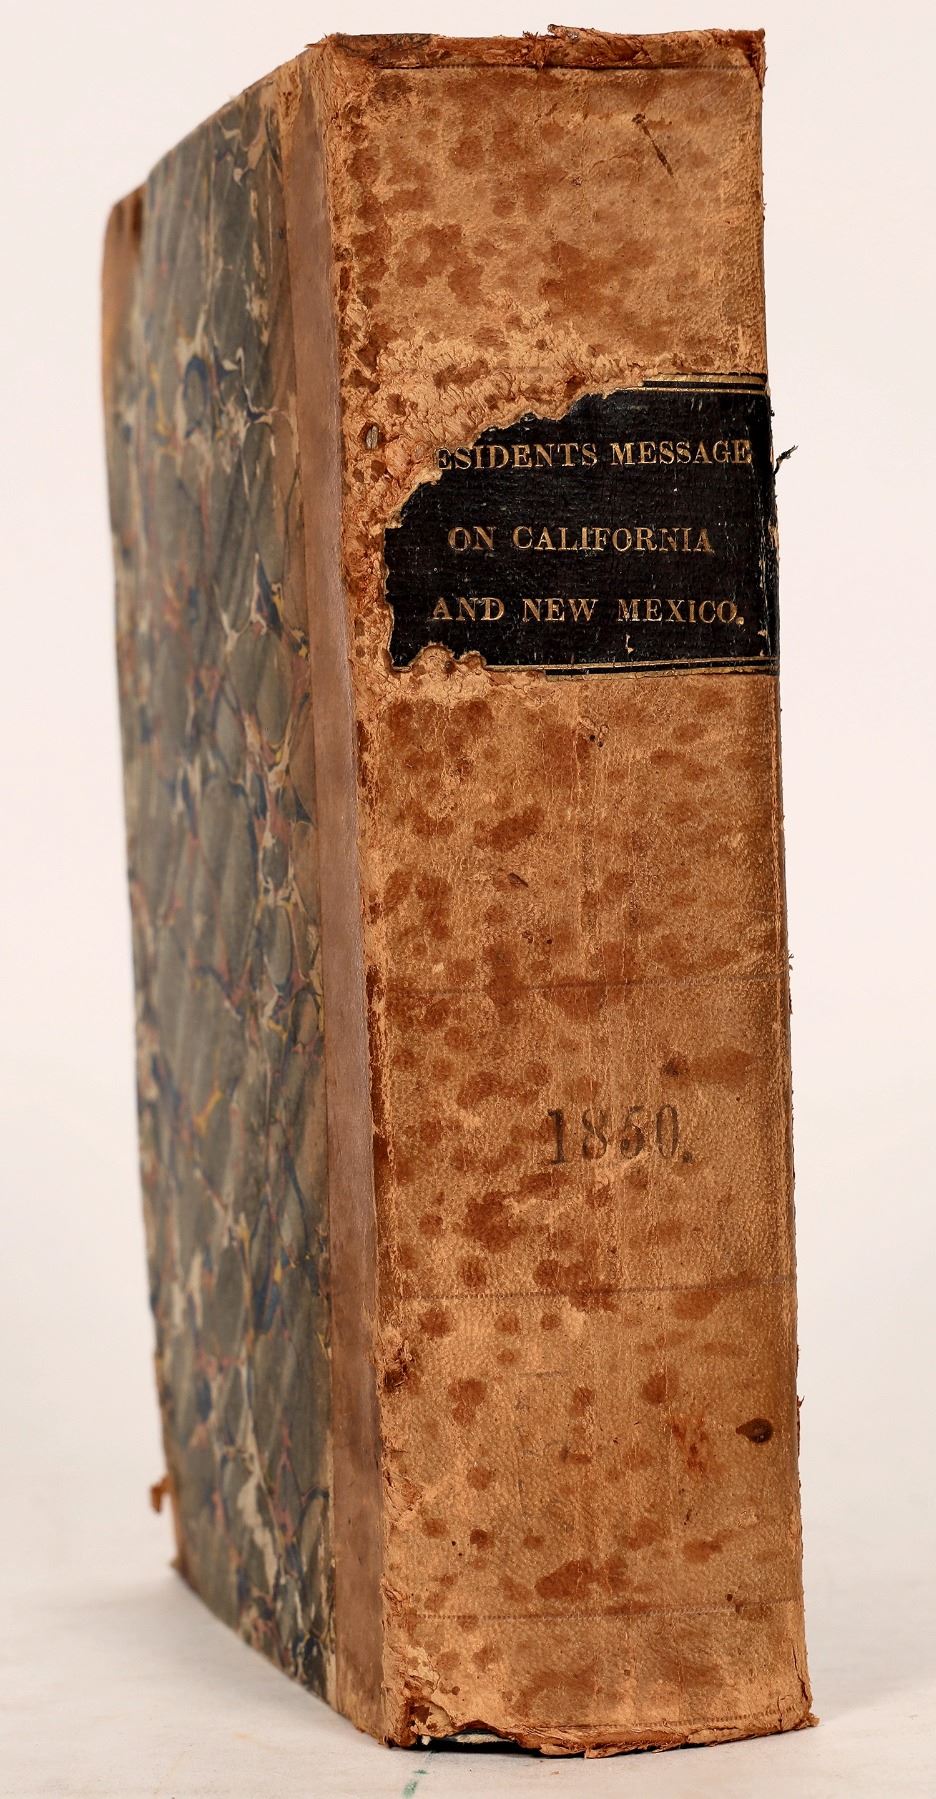 ESIDENTS MESSAGE
ON CALIFORNIA
AND NEW MEXICO.
1850.